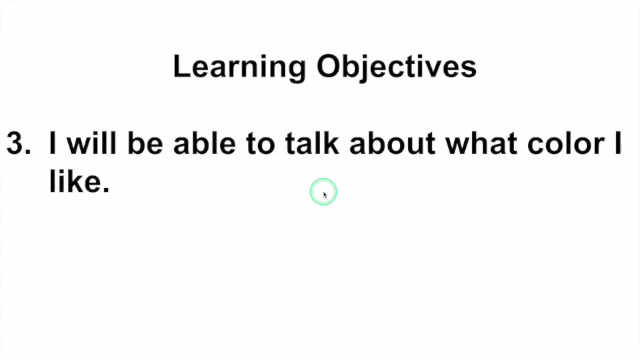 Learning Objectives
3. I will be able to talk about what color I
like.